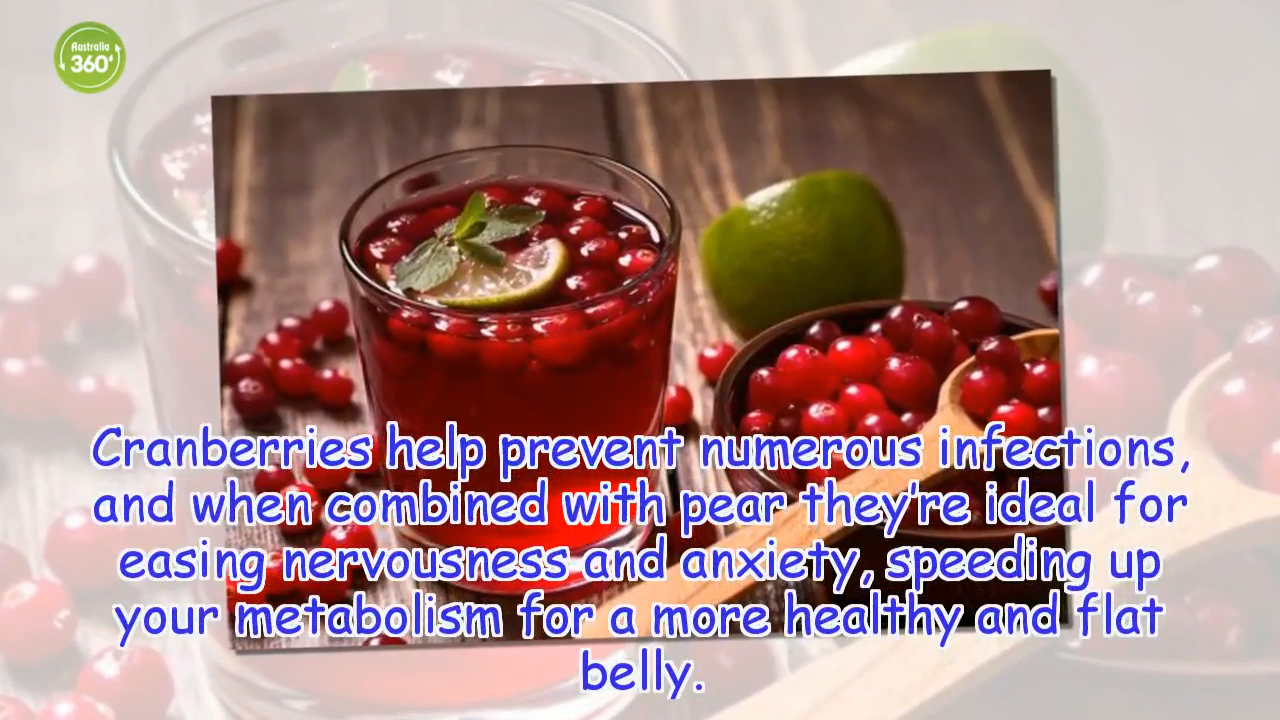 Australia
360°
Cranberries help prevent numerous infections,
and when combined with pear they're ideal for
easing nervousness and anxiety, speeding up
your metabolism for a more healthy and flat
belly.